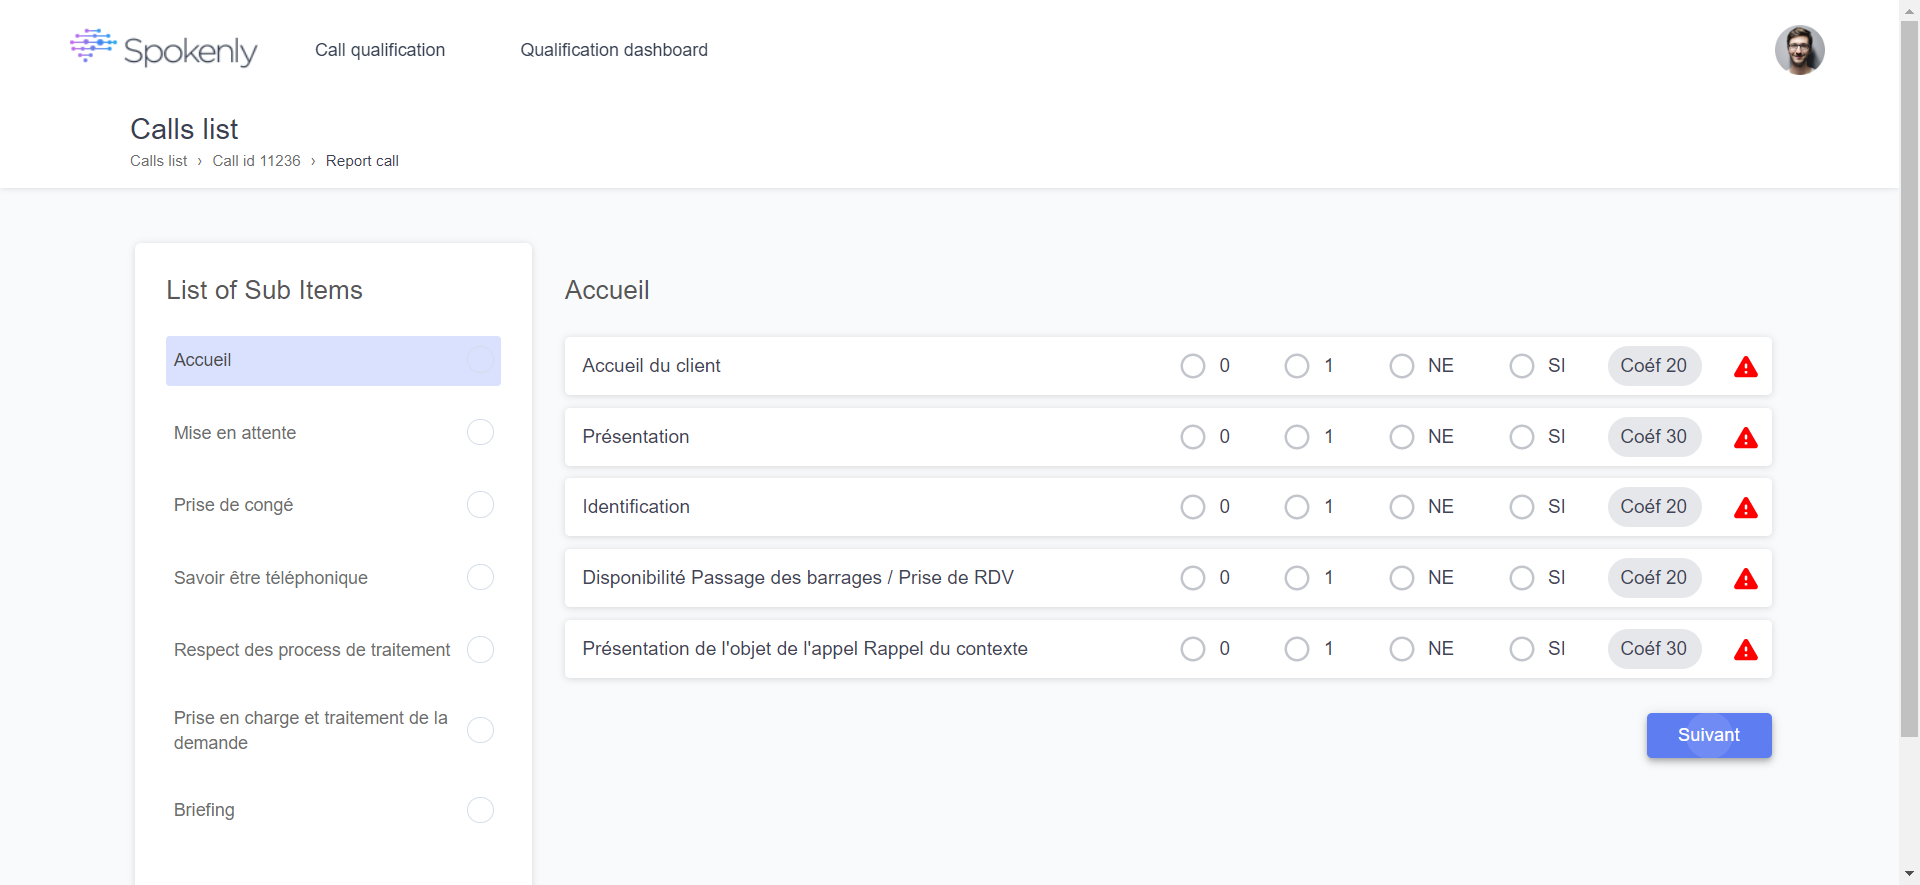 Spokenly
Call qualification
Qualification dashboard
Calls list
Calls list › Call id 11236 › Report call
List of Sub Items
Accueil
Mise en attente
Prise de congé
Savoir être téléphonique
Respect des process de traitement
Prise en charge et traitement de la
demande
Briefing
Accueil
Accueil du client 0 1 NE SI Coéf 20
Présentation 0 1 NE SI Coéf 30
Identification 0 1 NE SI Coéf 20
Disponibilité Passage des barrages / Prise de RDV 0 1 NE SI Coéf 20
Présentation de l'objet de l'appel Rappel du contexte 0 1 NE SI Coéf 30
Suivant